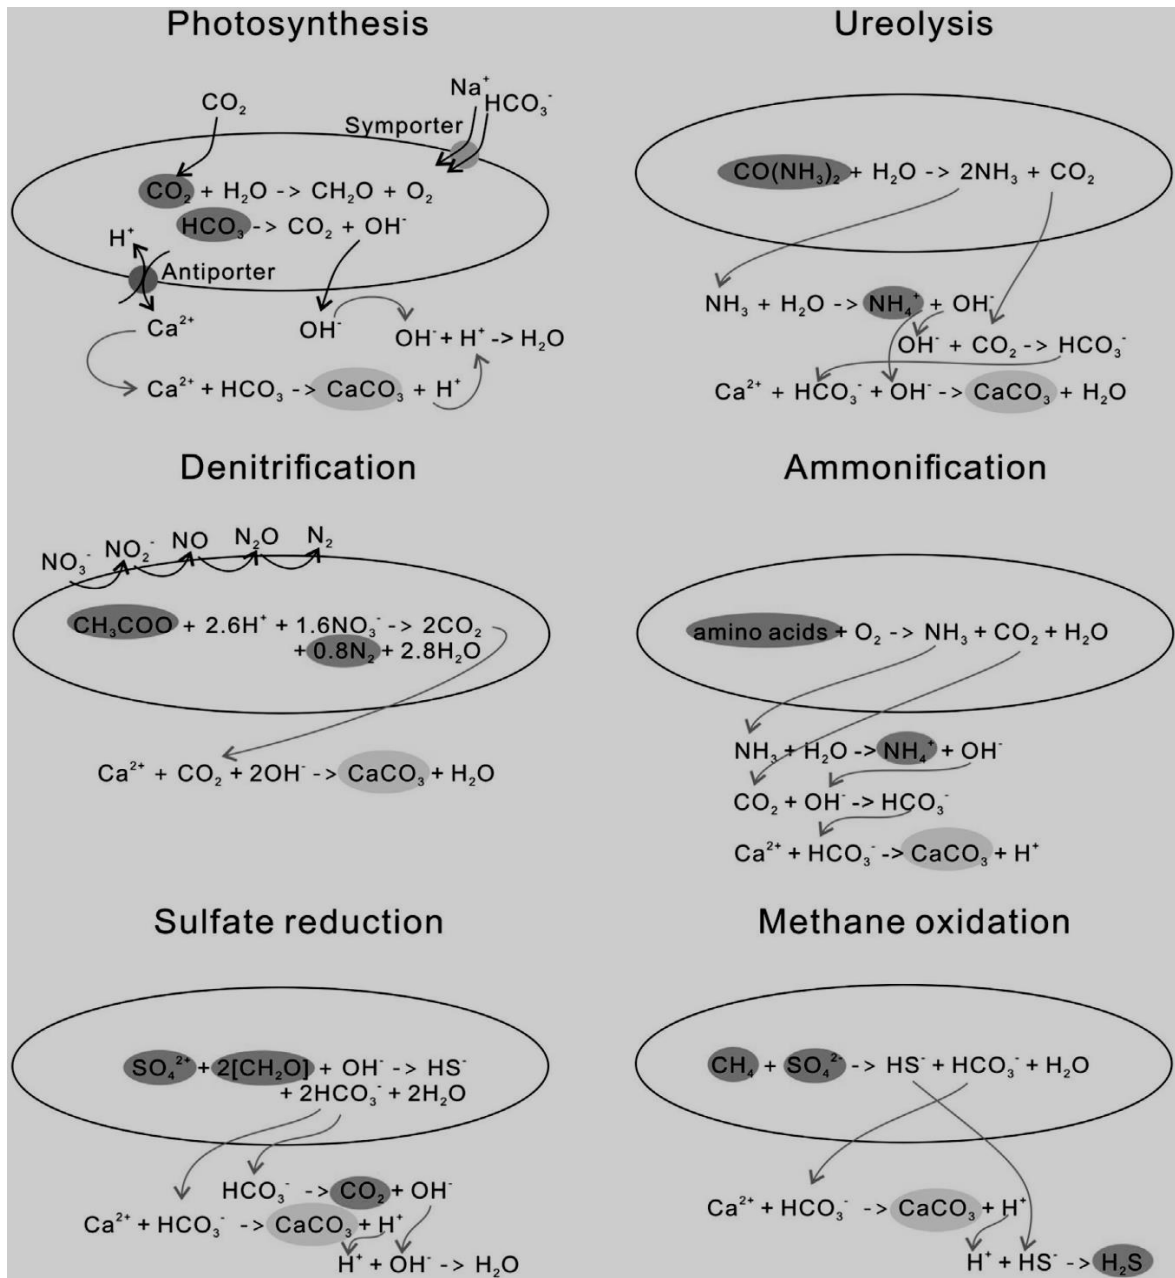 Photosynthesis
CO₂
Na⁺
HCO₃⁻
Symporter
CO₂ + H₂O -> CH₂O + O₂
HCO₃ -> CO₂ + OH⁻
H⁺
Antiporter
Ca²⁺
OH⁻
OH⁻ + H⁺ -> H₂O
Ca²⁺ + HCO₃ -> CaCO₃ + H⁺
Ureolysis
CO(NH₃)₂ + H₂O -> 2NH₃ + CO₂
NH₃ + H₂O -> NH₄⁺ + OH⁻
OH⁻ + CO₂ -> HCO₃⁻
Ca²⁺ + HCO₃⁻ + OH⁻ -> CaCO₃ + H₂O
Denitrification
NO₃⁻
NO₂⁻
NO
N₂O
N₂
CH₃COO + 2.6H⁺ + 1.6NO₃⁻ -> 2CO₂
+ 0.8N₂ + 2.8H₂O
Ca²⁺ + CO₂ + 2OH⁻ -> CaCO₃ + H₂O
Ammonification
amino acids + O₂ -> NH₃ + CO₂ + H₂O
NH₃ + H₂O -> NH₄⁺ + OH⁻
CO₂ + OH⁻ -> HCO₃⁻
Ca²⁺ + HCO₃⁻ -> CaCO₃ + H⁺
Sulfate reduction
SO₄²⁺ + 2[CH₂O] + OH⁻ -> HS⁻
+ 2HCO₃⁻ + 2H₂O
HCO₃⁻ -> CO₂ + OH⁻
Ca²⁺ + HCO₃⁻ -> CaCO₃ + H⁺
H⁺ + OH⁻ -> H₂O
Methane oxidation
CH₄ + SO₄²⁻ -> HS⁻ + HCO₃⁻ + H₂O
Ca²⁺ + HCO₃⁻ -> CaCO₃ + H⁺
H⁺ + HS⁻ -> H₂S